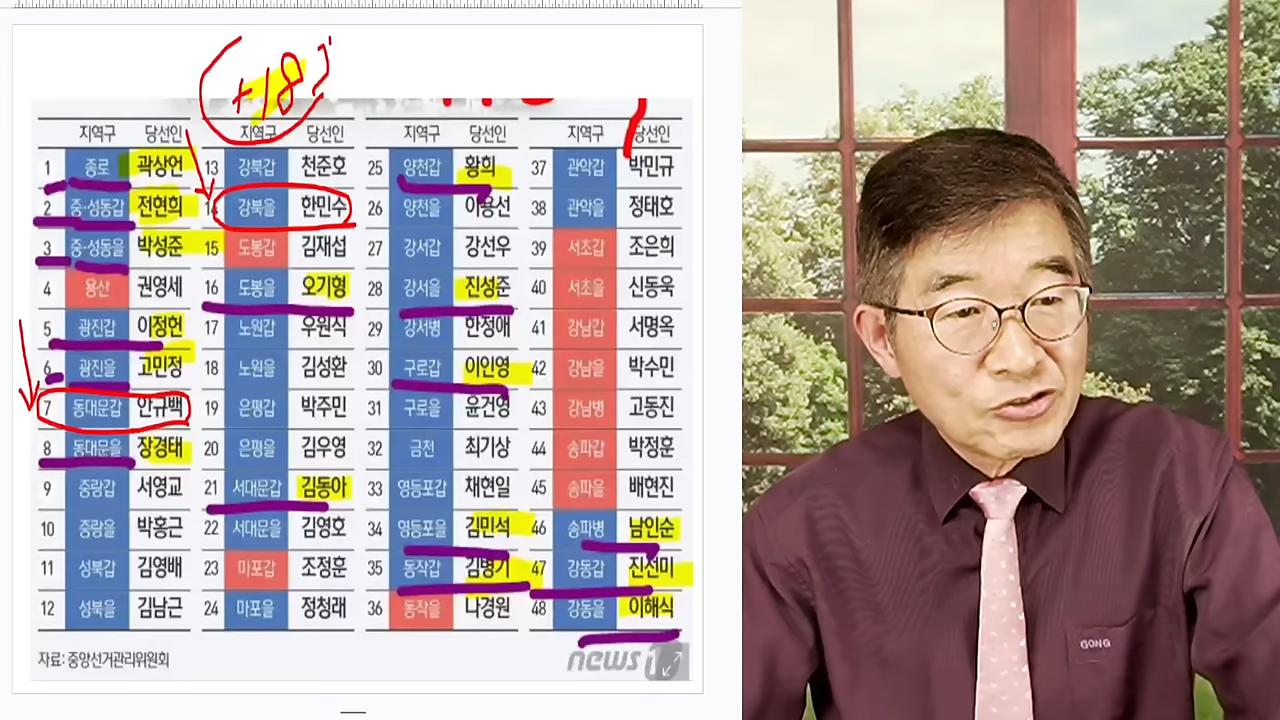 +18
지역구 당선인 지역구 당선인 지역구 당선인 지역구 당선인
1 종로 곽상언 13 강북갑 천준호 25 양천갑 황희 37 관악갑 박민규
2 중·성동갑 전현희 14 강북을 한민수 26 양천을 이용선 38 관악을 정태호
3 중·성동을 박성준 15 도봉갑 김재섭 27 강서갑 강선우 39 서초갑 조은희
4 용산 권영세 16 도봉을 오기형 28 강서을 진성준 40 서초을 신동욱
5 광진갑 이정헌 17 노원갑 우원식 29 강서병 한정애 41 강남갑 서명옥
6 광진을 고민정 18 노원을 김성환 30 구로갑 이인영 42 강남을 박수민
7 동대문갑 안규백 19 은평갑 박주민 31 구로을 윤건영 43 강남병 고동진
8 동대문을 장경태 20 은평을 김우영 32 금천 최기상 44 송파갑 박정훈
9 중랑갑 서영교 21 서대문갑 김동아 33 영등포갑 채현일 45 송파을 배현진
10 중랑을 박홍근 22 서대문을 김영호 34 영등포을 김민석 46 송파병 남인순
11 성북갑 김영배 23 마포갑 조정훈 35 동작갑 김병기 47 강동갑 진선미
12 성북을 김남근 24 마포을 정청래 36 동작을 나경원 48 강동을 이해식
자료: 중앙선거관리위원회
news1
GONG